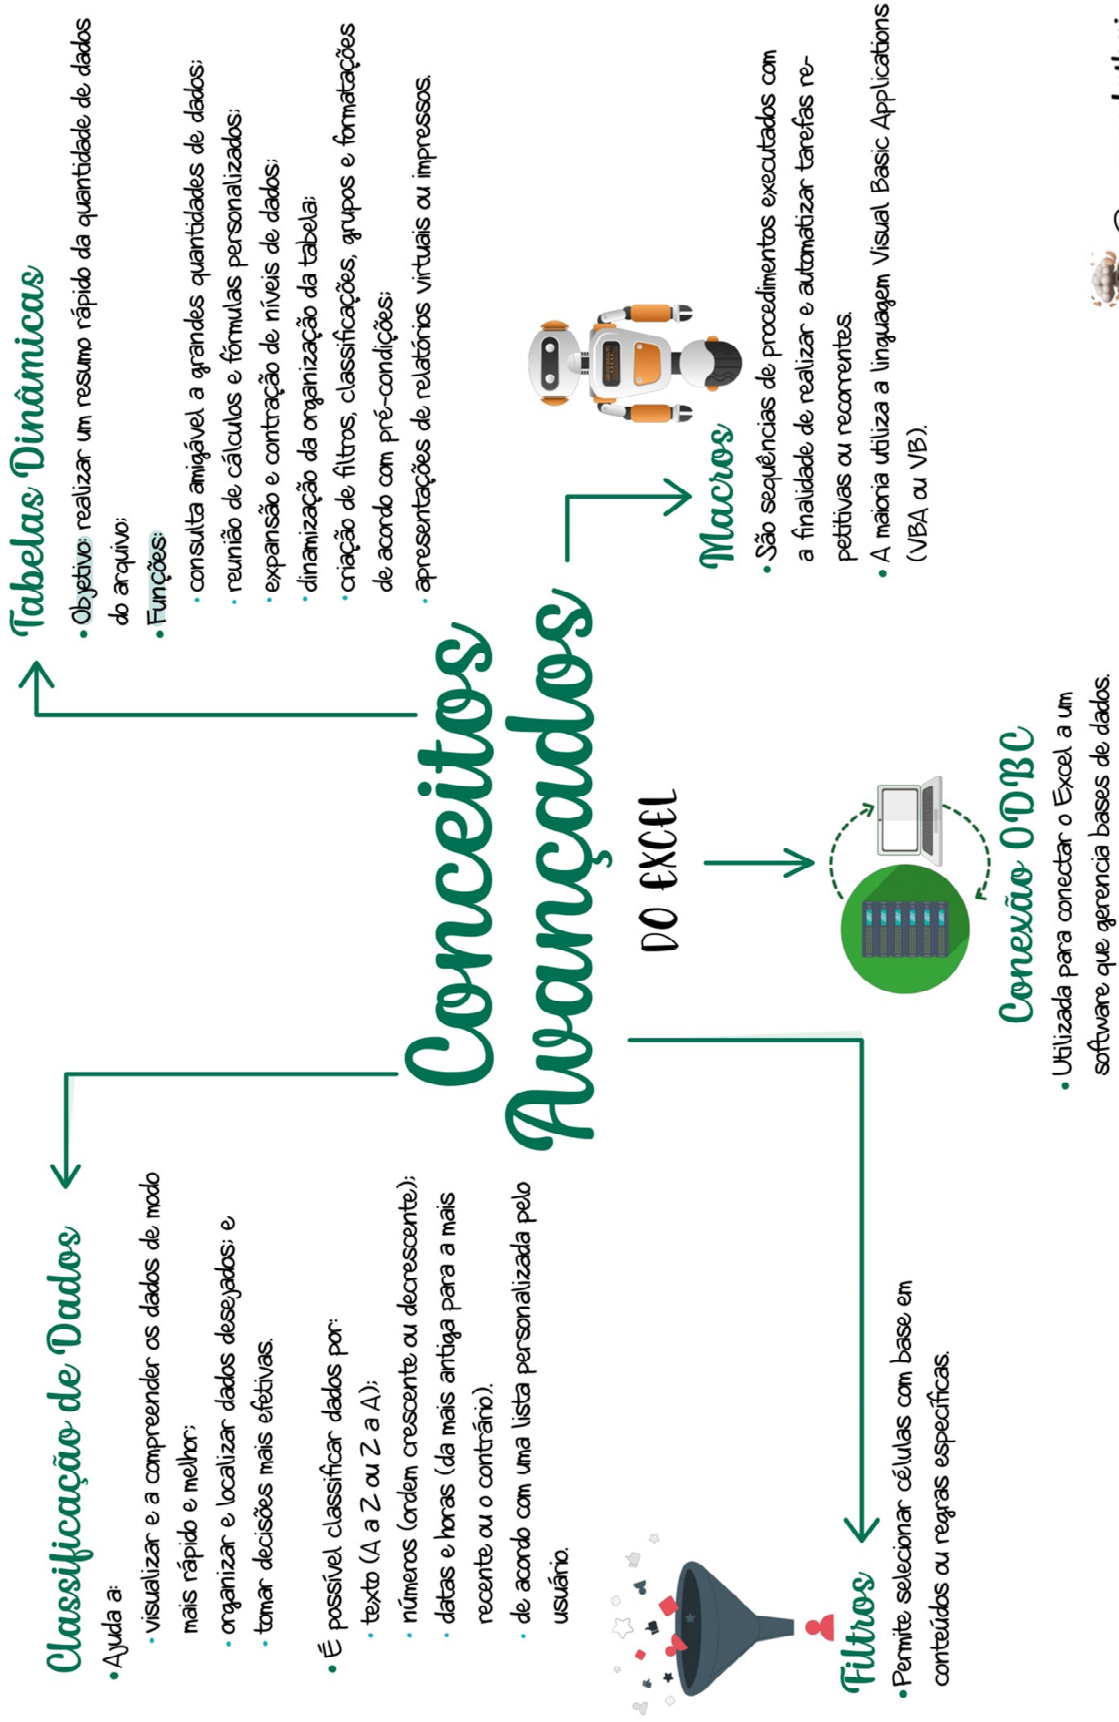 Classificação de Dados
• Ajuda a:
• visualizar e a compreender os dados de modo
mais rápido e melhor;
• organizar e localizar dados desejados; e
• tomar decisões mais efetivas.
• É possível classificar dados por:
• texto (A a Z ou Z a A);
• números (ordem crescente ou decrescente);
• datas e horas (da mais antiga para a mais
recente ou o contrário).
• de acordo com uma lista personalizada pelo
usuário.
Tabelas Dinâmicas
• Objetivo: realizar um resumo rápido da quantidade de dados
do arquivo;
• Funções:
• consulta amigável a grandes quantidades de dados;
• reunião de cálculos e fórmulas personalizados;
• expansão e contração de níveis de dados;
• dinamização da organização da tabela;
• criação de filtros, classificações, grupos e formatações
de acordo com pré-condições;
• apresentações de relatórios virtuais ou impressos.
Conceitos
Avançados
DO EXCEL
Filtros
• Permite selecionar células com base em
conteúdos ou regras específicas.
Conexão ODBC
• Utilizada para conectar o Excel a um
software que gerencia bases de dados.
Macros
• São sequências de procedimentos executados com
a finalidade de realizar e automatizar tarefas re-
petitivas ou recorrentes.
• A maioria utiliza a linguagem Visual Basic Applications
(VBA ou VB).